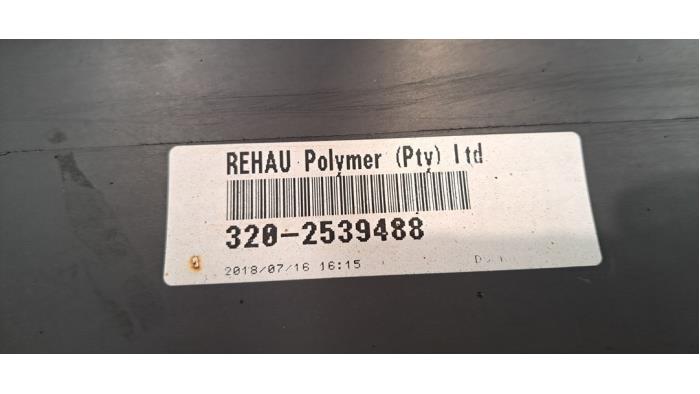 REHAU Polymer (Pty) ltd
320-2539488
2018/07/16 16:15